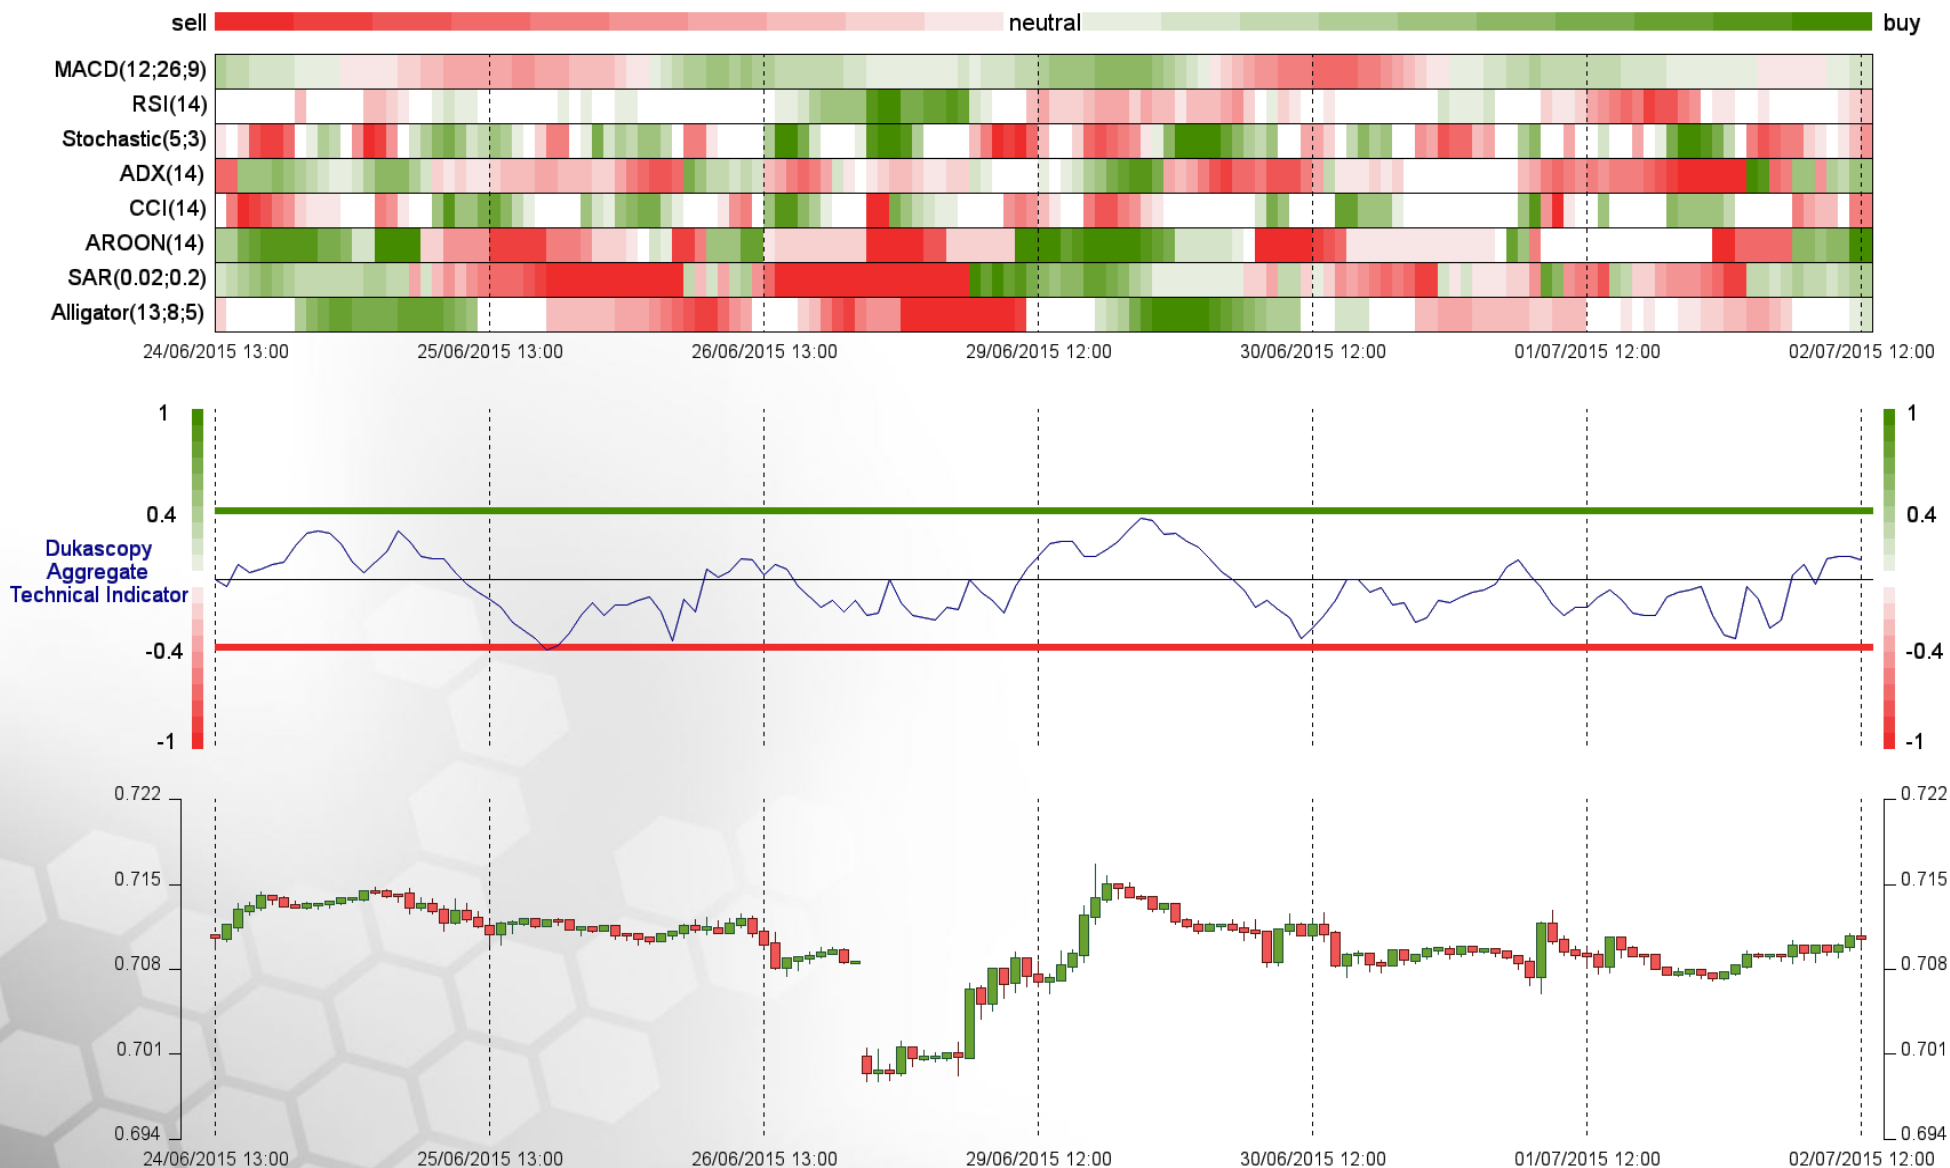 sell neutral buy
MACD(12;26;9)
RSI(14)
Stochastic(5;3)
ADX(14)
CCI(14)
AROON(14)
SAR(0.02;0.2)
Alligator(13;8;5)
24/06/2015 13:00 25/06/2015 13:00 26/06/2015 13:00 29/06/2015 12:00 30/06/2015 12:00 01/07/2015 12:00 02/07/2015 12:00
1 1
0.4 0.4
Dukascopy
Aggregate
Technical Indicator
-0.4 -0.4
-1 -1
0.722 0.722
0.715 0.715
0.708 0.708
0.701 0.701
0.694 0.694
24/06/2015 13:00 25/06/2015 13:00 26/06/2015 13:00 29/06/2015 12:00 30/06/2015 12:00 01/07/2015 12:00 02/07/2015 12:00